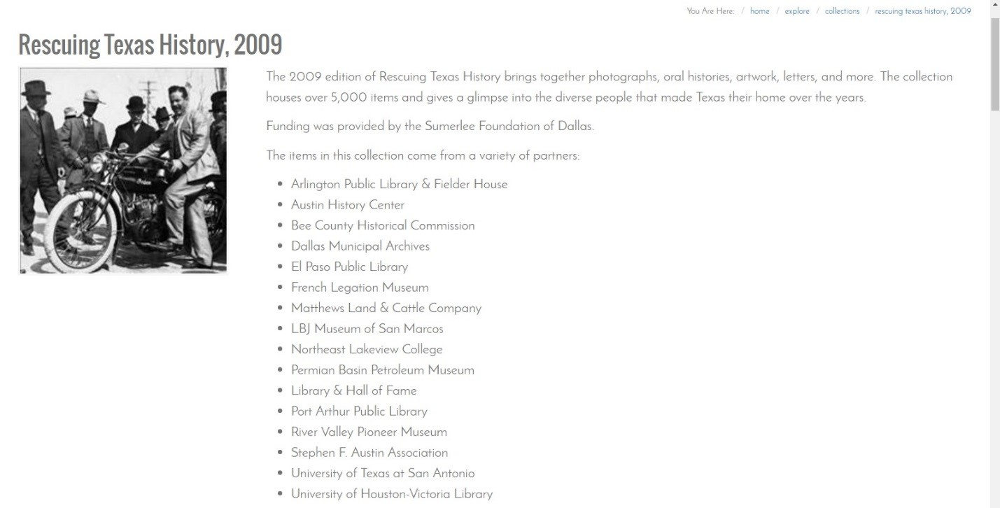 You Are Here: / home / explore / collections / rescuing texas history, 2009
Rescuing Texas History, 2009
The 2009 edition of Rescuing Texas History brings together photographs, oral histories, artwork, letters, and more. The collection
houses over 5,000 items and gives a glimpse into the diverse people that made Texas their home over the years.
Funding was provided by the Sumerlee Foundation of Dallas.
The items in this collection come from a variety of partners:
• Arlington Public Library & Fielder House
• Austin History Center
• Bee County Historical Commission
• Dallas Municipal Archives
• El Paso Public Library
• French Legation Museum
• Matthews Land & Cattle Company
• LBJ Museum of San Marcos
• Northeast Lakeview College
• Permian Basin Petroleum Museum
• Library & Hall of Fame
• Port Arthur Public Library
• River Valley Pioneer Museum
• Stephen F. Austin Association
• University of Texas at San Antonio
• University of Houston-Victoria Library